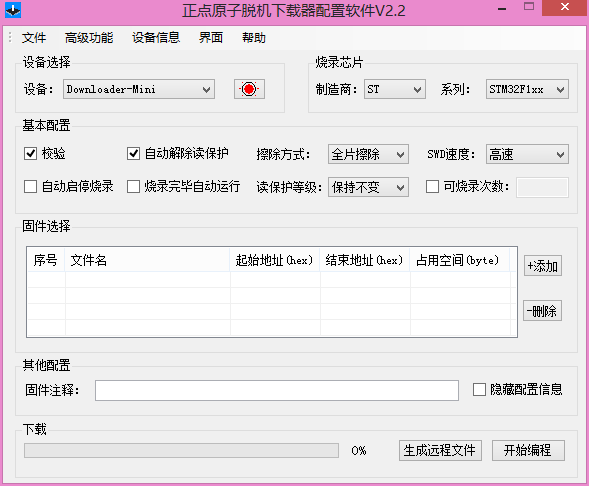 正点原子脱机下载器配置软件V2.2
文件 高级功能 设备信息 界面 帮助
设备选择 烧录芯片
设备： Downloader-Mini 制造商： ST 系列： STM32F1xx
基本配置
校验 自动解除读保护 擦除方式： 全片擦除 SWD速度： 高速
自动启停烧录 烧录完毕自动运行 读保护等级： 保持不变 可烧录次数：
固件选择
序号 文件名 起始地址(hex) 结束地址(hex) 占用空间(byte)
+添加
-删除
其他配置
固件注释： 隐藏配置信息
下载
0% 生成远程文件 开始编程